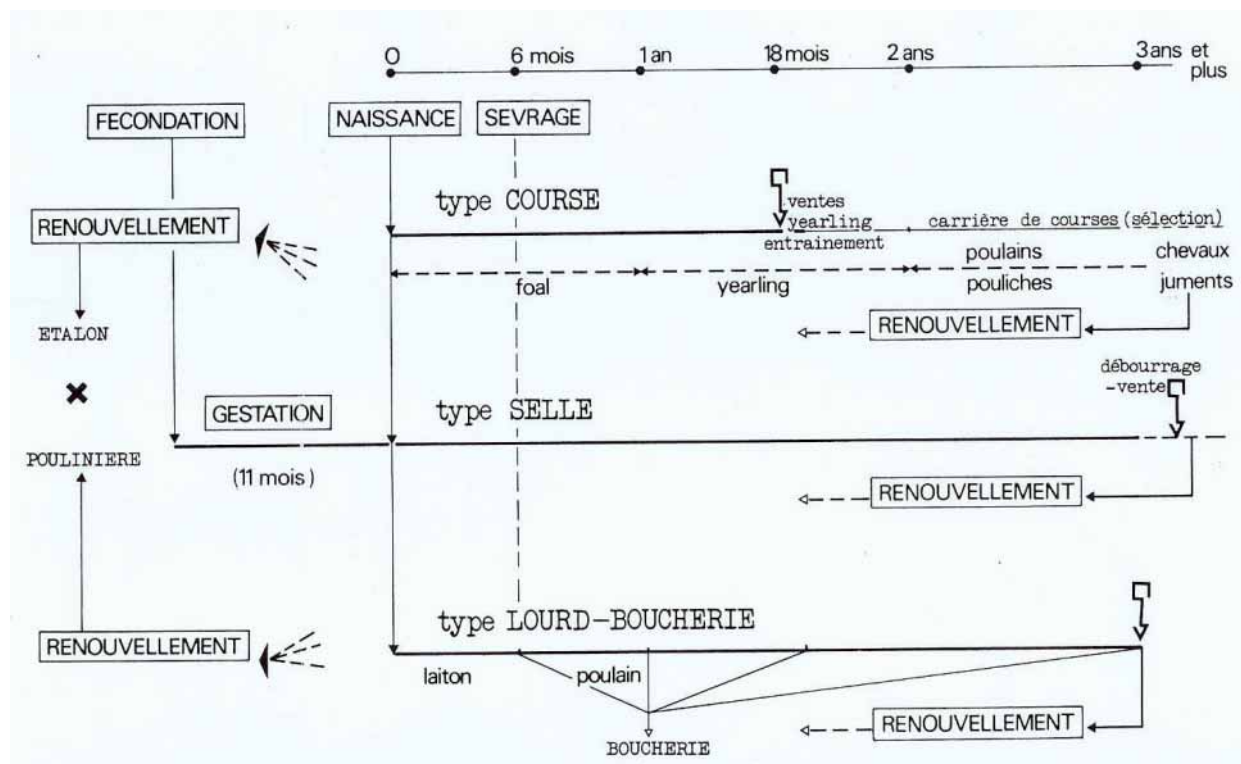 0 6 mois 1 an 18 mois 2 ans 3 ans et
plus
FECONDATION NAISSANCE SÉVRAGE
type COURSE
ventes
yearling
entrainement
carrière de courses (sélection)
RENOUVELLEMENT
foal yearling
poulains chevaux
pouliches juments
ETALON
RENOUVELLEMENT
débourrage
-vente
GESTATION
type SELLE
POULINIERE
(11 mois)
RENOUVELLEMENT
type LOURD-BOUCHERIE
RENOUVELLEMENT
laiton poulain
RENOUVELLEMENT
BOUCHERIE